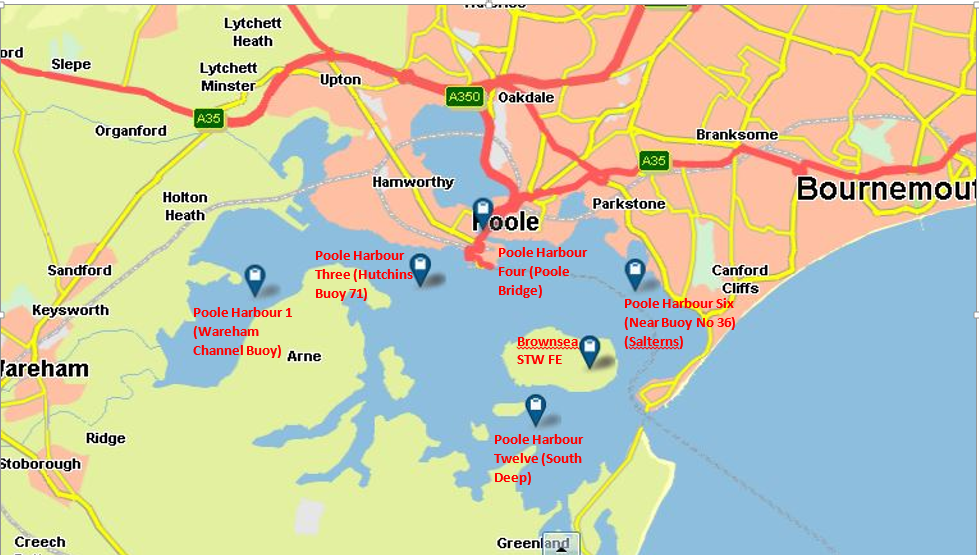 Lytchett
Heath
ord
Slepe
Lytchett
Minster
Upton
A350
Oakdale
A35
Organford
Branksome
A35
Hamworthy
Bournemout
Holton
Heath
Parkstone
Poole
Poole Harbour
Three (Hutchins
Buoy 71)
Poole Harbour
Four (Poole
Bridge)
Sandford
Canford
Cliffs
Keysworth
Poole Harbour 1
(Wareham
Channel Buoy)
Poole Harbour Six
(Near Buoy No 36)
(Salterns)
Arne
Brownsea
STW FE
Wareham
Ridge
Poole Harbour
Twelve (South
Deep)
Stoborough
Creech
Greenland